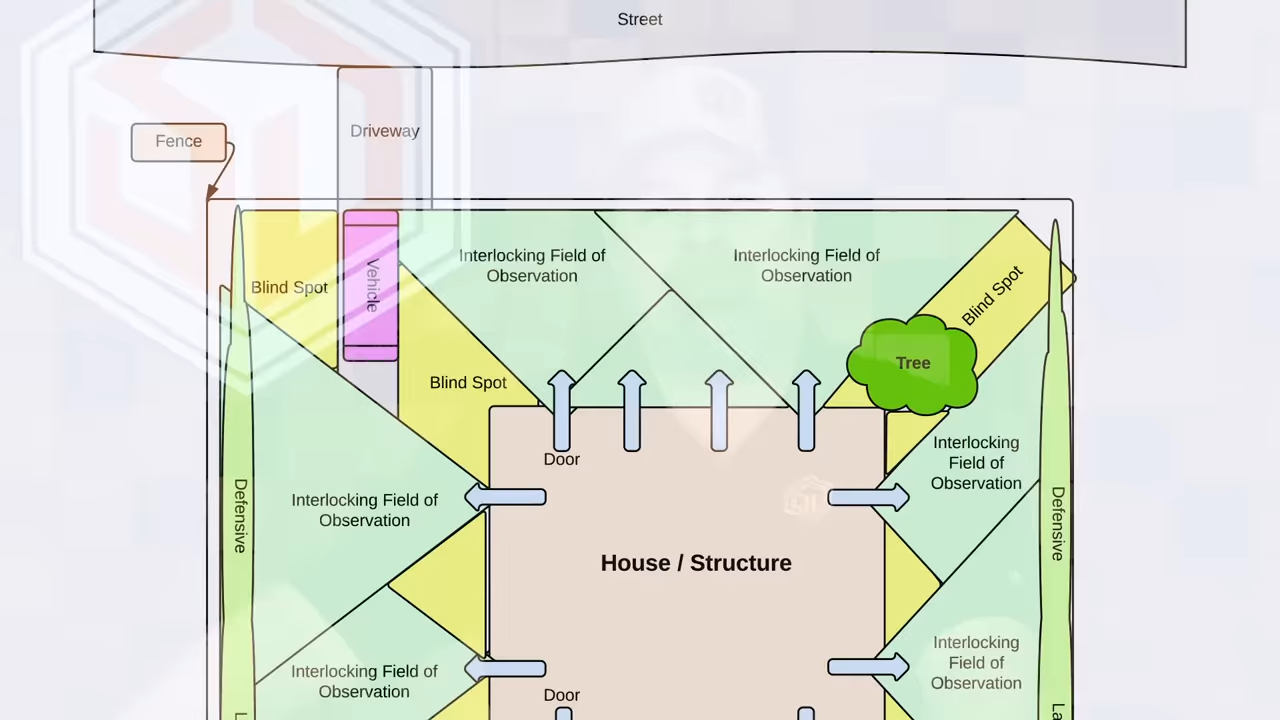 Street
Driveway
Fence
Interlocking Field of
Observation
Interlocking Field of
Observation
Blind Spot
Vehicle
Blind Spot
Blind Spot
Tree
Door
Interlocking
Field of
Observation
Interlocking Field of
Observation
Defensive
Defensive
House / Structure
Interlocking
Field of
Observation
Interlocking Field of
Observation
Door